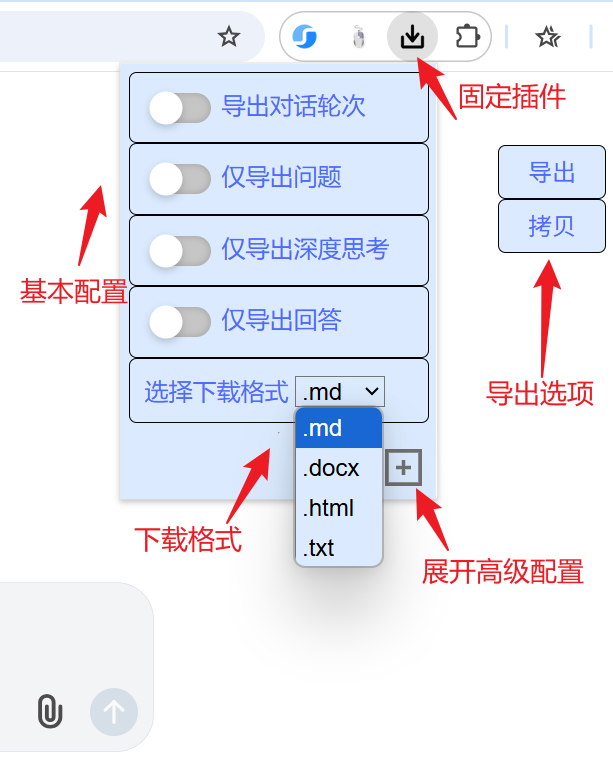 固定插件
导出对话轮次
仅导出问题
仅导出深度思考
仅导出回答
选择下载格式 .md
.md
.docx
.html
.txt
基本配置
下载格式
展开高级配置
导出
拷贝
导出选项